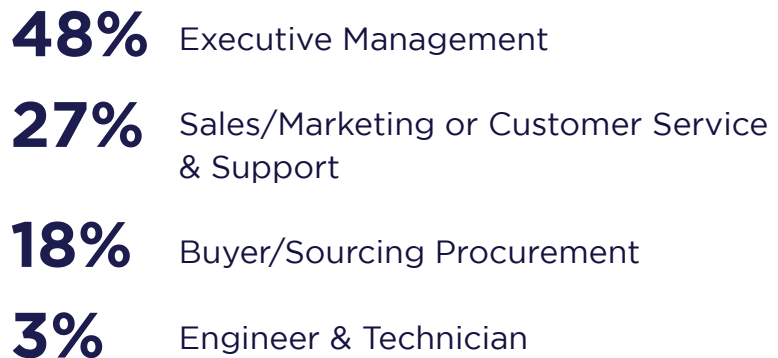 48% Executive Management
27% Sales/Marketing or Customer Service
& Support
18% Buyer/Sourcing Procurement
3% Engineer & Technician